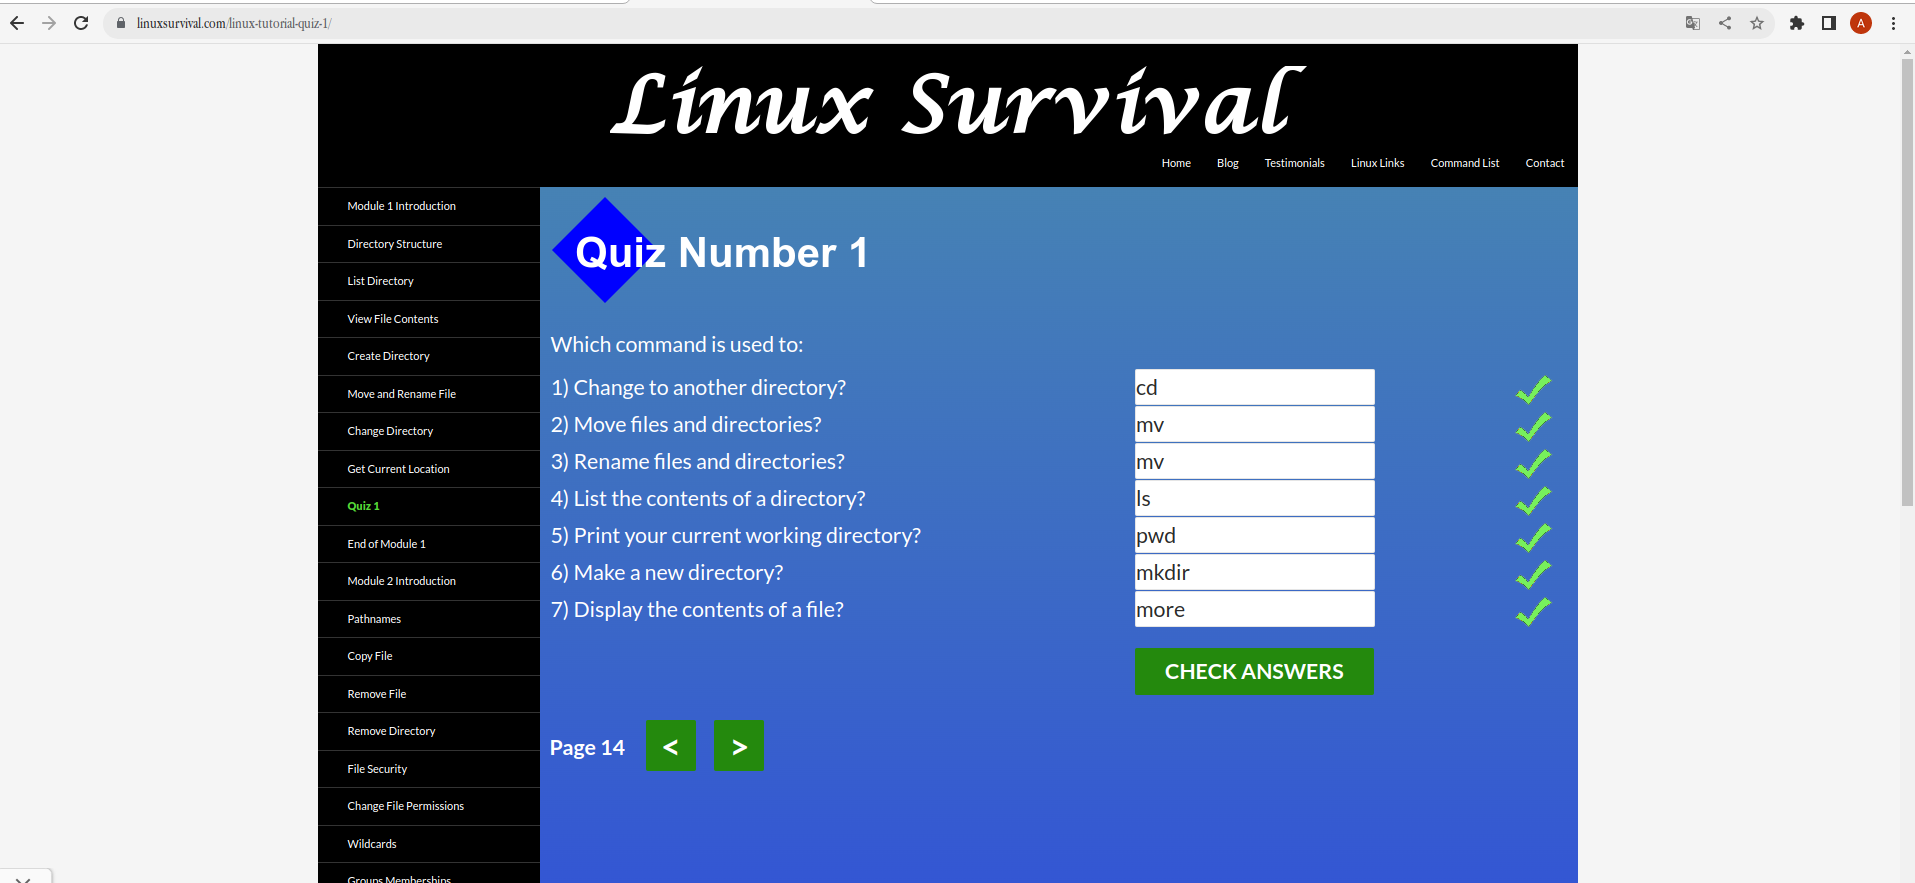 linuxsurvival.com/linux-tutorial-quiz-1/
A
Linux Survival
Home Blog Testimonials Linux Links Command List Contact
Module 1 Introduction
Directory Structure
List Directory
View File Contents
Create Directory
Move and Rename File
Change Directory
Get Current Location
Quiz 1
End of Module 1
Module 2 Introduction
Pathnames
Copy File
Remove File
Remove Directory
File Security
Change File Permissions
Wildcards
Groups Memberships
Quiz Number 1
Which command is used to:
1) Change to another directory? cd
2) Move files and directories? mv
3) Rename files and directories? mv
4) List the contents of a directory? ls
5) Print your current working directory? pwd
6) Make a new directory? mkdir
7) Display the contents of a file? more
CHECK ANSWERS
Page 14 < >